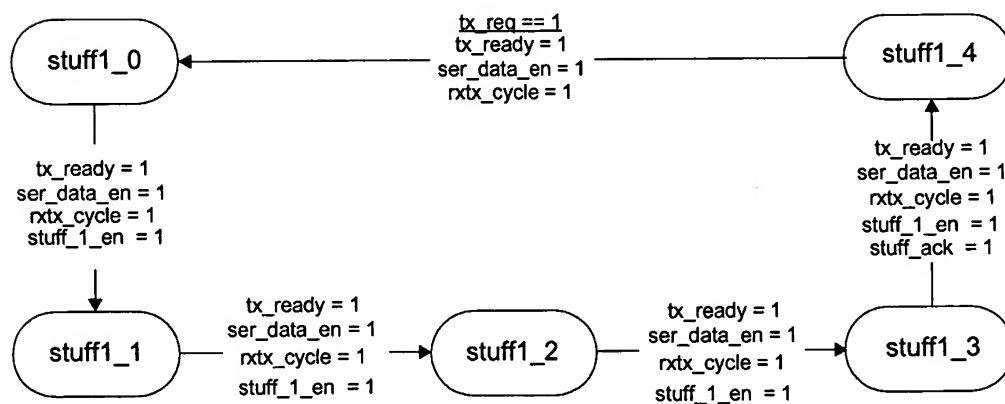 tx_req == 1
tx_ready = 1
ser_data_en = 1
rxtx_cycle = 1
stuff1_0
stuff1_4
tx_ready = 1
ser_data_en = 1
rxtx_cycle = 1
stuff_1_en = 1
tx_ready = 1
ser_data_en = 1
rxtx_cycle = 1
stuff_1_en = 1
stuff_ack = 1
stuff1_1
tx_ready = 1
ser_data_en = 1
rxtx_cycle = 1
stuff_1_en = 1
stuff1_2
tx_ready = 1
ser_data_en = 1
rxtx_cycle = 1
stuff_1_en = 1
stuff1_3